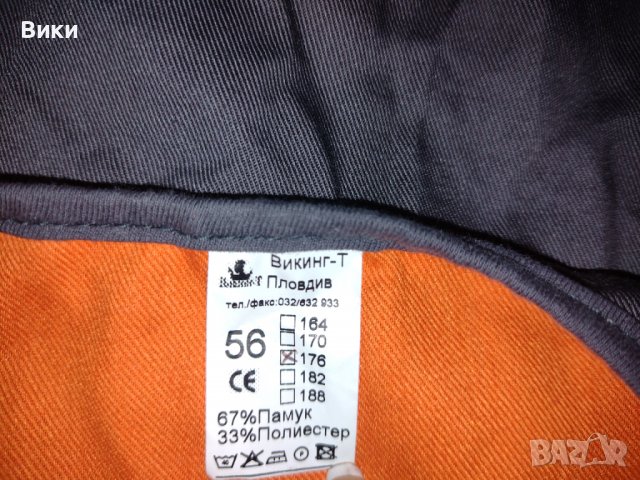 Вики
Викинг-Т
Пловдив
тел./факс:032/632 933
56
164
170
176
182
188
CE
67%Памук
33%Полиестер
BAZAR